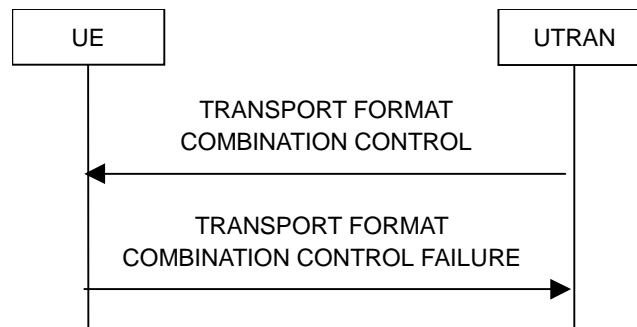 UE
UTRAN
TRANSPORT FORMAT
COMBINATION CONTROL
TRANSPORT FORMAT
COMBINATION CONTROL FAILURE